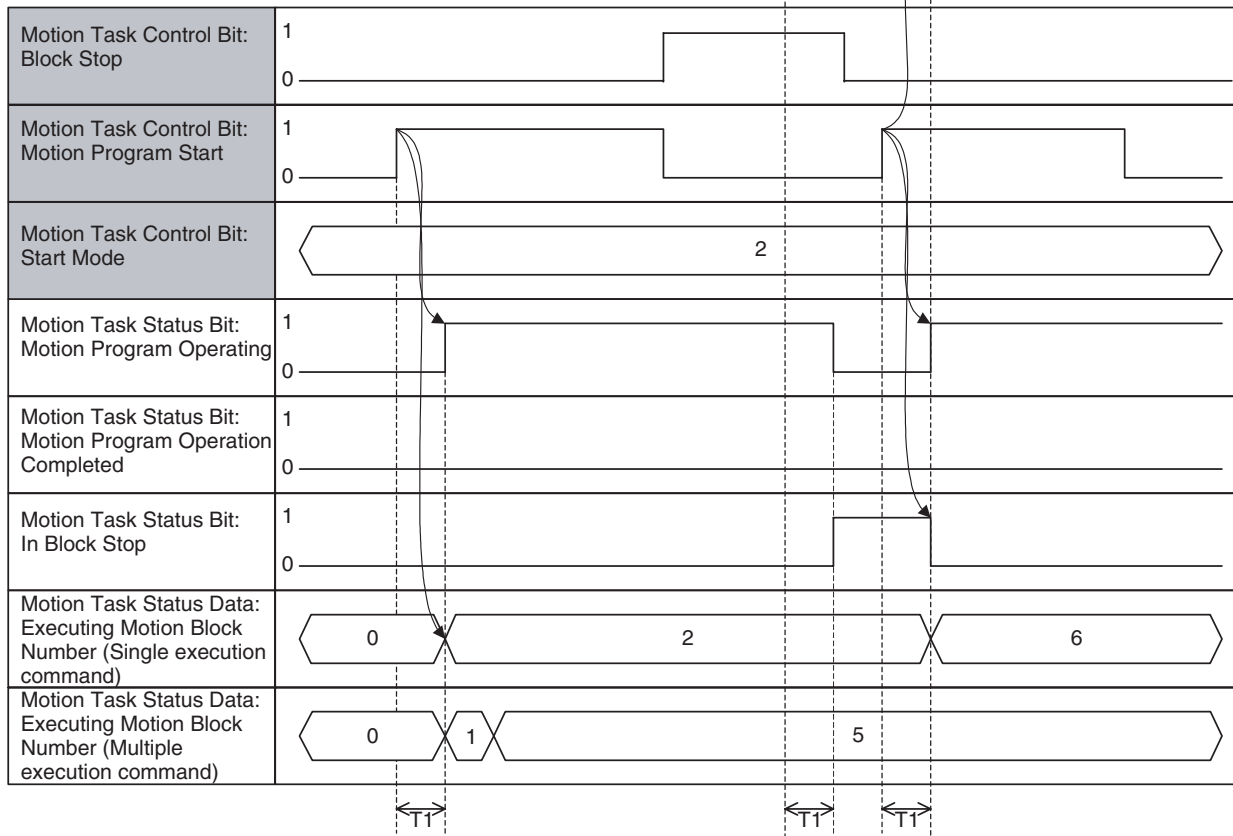 Motion Task Control Bit:
Block Stop
1
0
Motion Task Control Bit:
Motion Program Start
1
0
Motion Task Control Bit:
Start Mode
2
Motion Task Status Bit:
Motion Program Operating
1
0
Motion Task Status Bit:
Motion Program Operation
Completed
1
0
Motion Task Status Bit:
In Block Stop
1
0
Motion Task Status Data:
Executing Motion Block
Number (Single execution
command)
0
2
6
Motion Task Status Data:
Executing Motion Block
Number (Multiple
execution command)
0
1
5
T1
T1
T1